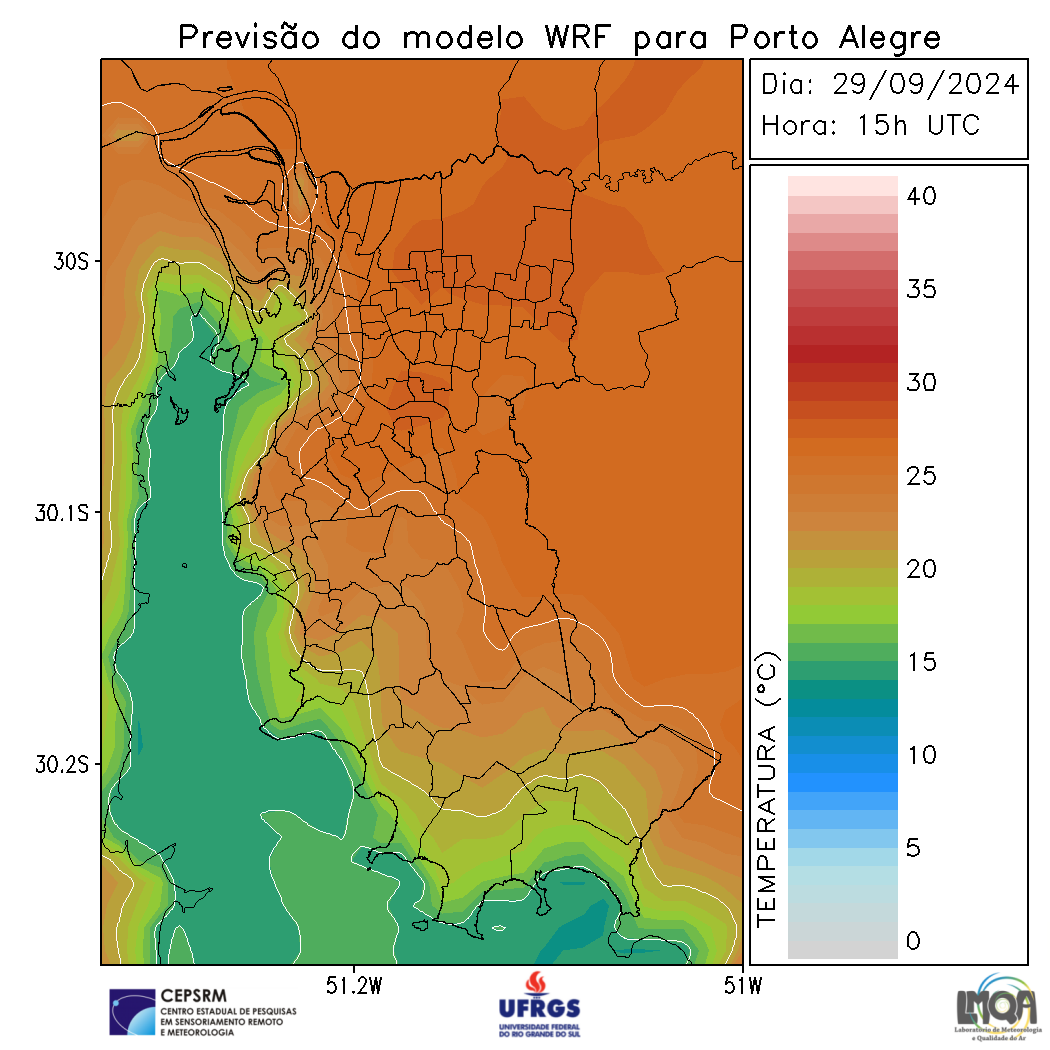 Previsão do modelo WRF para Porto Alegre
Dia: 29/09/2024
Hora: 15h UTC
40
35
30
25
20
15
10
5
0
TEMPERATURA (°C)
30S
30.1S
30.2S
51.2W
51W
CEPSRM
CENTRO ESTADUAL DE PESQUISAS
EM SENSORIAMENTO REMOTO
E METEOROLOGIA
UFRGS
UNIVERSIDADE FEDERAL
DO RIO GRANDE DO SUL
LMQA
Laboratório de Meteorologia
e Qualidade do Ar